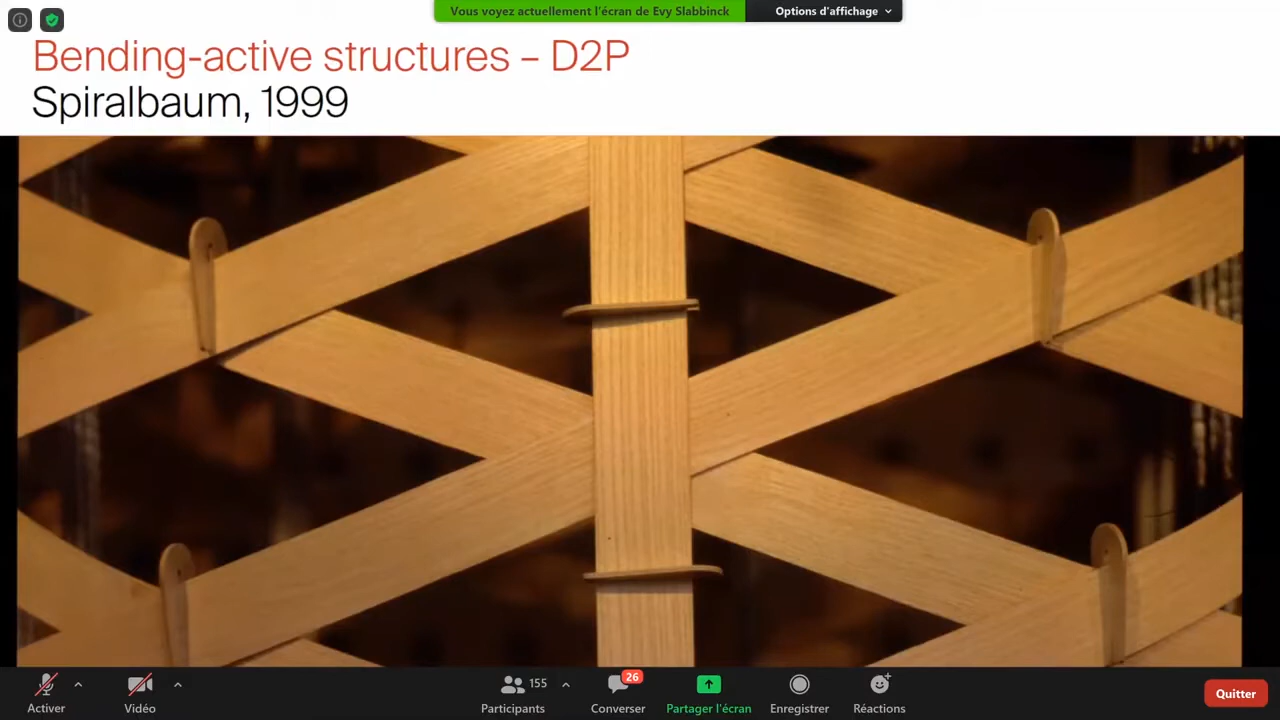 Vous voyez actuellement l'écran de Evy Slabbinck
Options d'affichage
Bending-active structures – D2P
Spiralbaum, 1999
Activer
Vidéo
Participants
155
Converser
26
Partager l'écran
Enregistrer
Réactions
Quitter